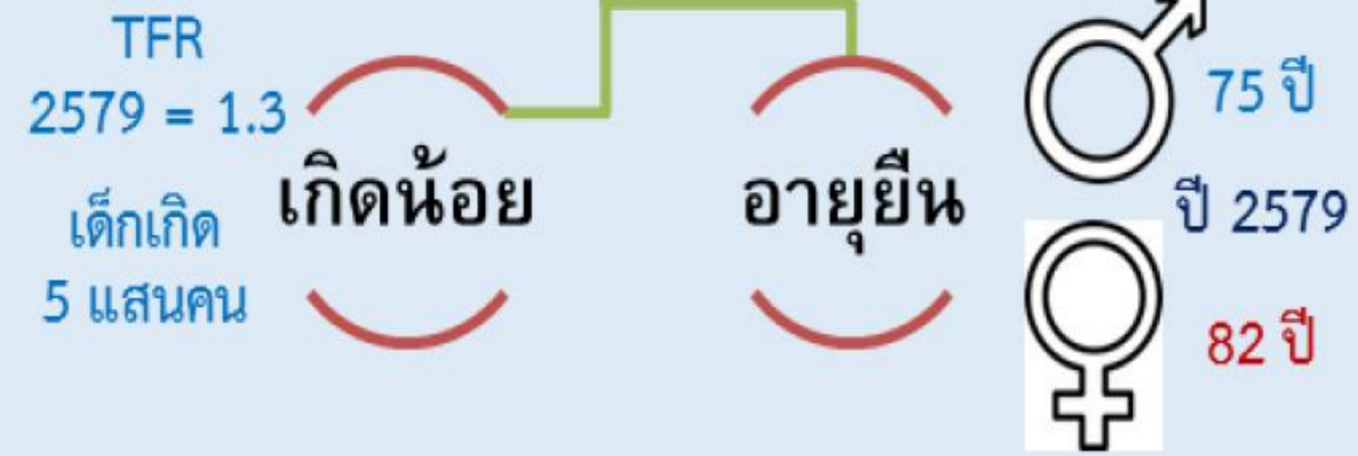 TFR
2579 = 1.3
เด็กเกิด
5 แสนคน
เกิดน้อย
อายุยืน
75 ปี
ปี 2579
82 ปี